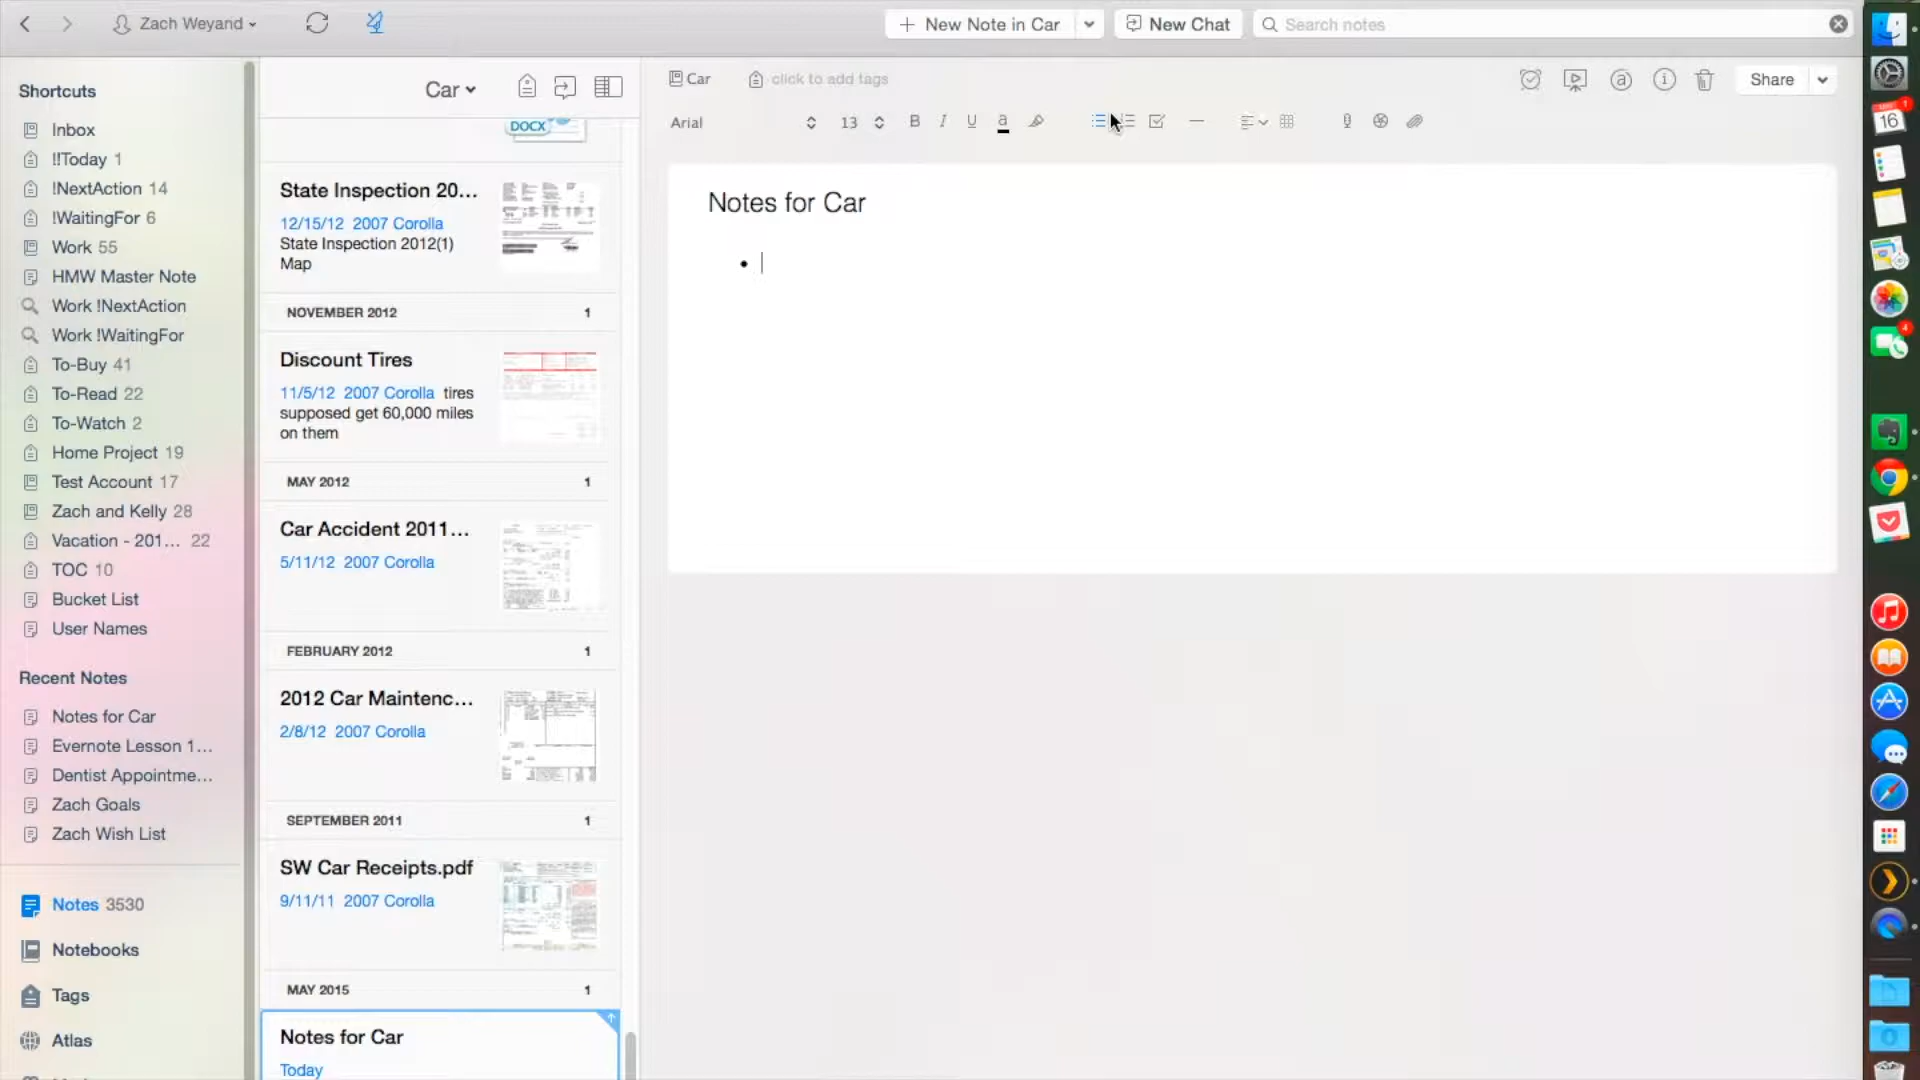 Zach Weyand
New Note in Car
New Chat
Search notes
Shortcuts
Inbox
!!Today 1
!NextAction 14
!WaitingFor 6
Work 55
HMW Master Note
Work !NextAction
Work !WaitingFor
To-Buy 41
To-Read 22
To-Watch 2
Home Project 19
Test Account 17
Zach and Kelly 28
Vacation - 201... 22
TOC 10
Bucket List
User Names
Recent Notes
Notes for Car
Evernote Lesson 1...
Dentist Appointme...
Zach Goals
Zach Wish List
Notes 3530
Notebooks
Tags
Atlas
Car
DOCX
State Inspection 20...
12/15/12 2007 Corolla
State Inspection 2012(1)
Map
NOVEMBER 2012 1
Discount Tires
11/5/12 2007 Corolla tires
supposed get 60,000 miles
on them
MAY 2012 1
Car Accident 2011...
5/11/12 2007 Corolla
FEBRUARY 2012 1
2012 Car Maintenc...
2/8/12 2007 Corolla
SEPTEMBER 2011 1
SW Car Receipts.pdf
9/11/11 2007 Corolla
MAY 2015 1
Notes for Car
Today
Car
click to add tags
Share
Arial 13 B I U a
Notes for Car
1
16
4